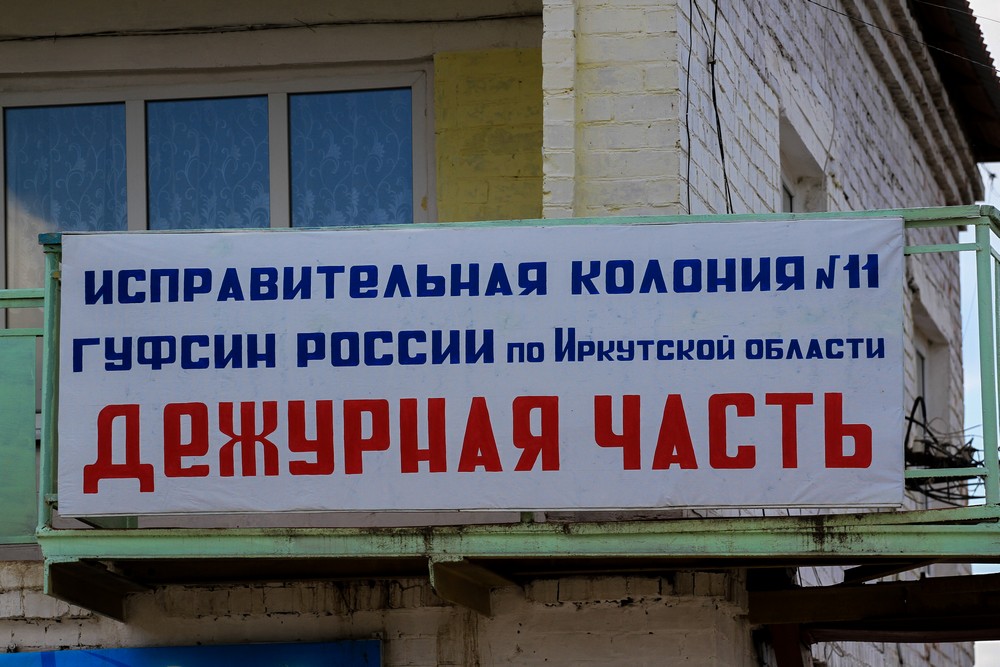 ИСПРАВИТЕЛЬНАЯ КОЛОНИЯ №11
ГУФСИН РОССИИ ПО ИРКУТСКОЙ ОБЛАСТИ
ДЕЖУРНАЯ ЧАСТЬ